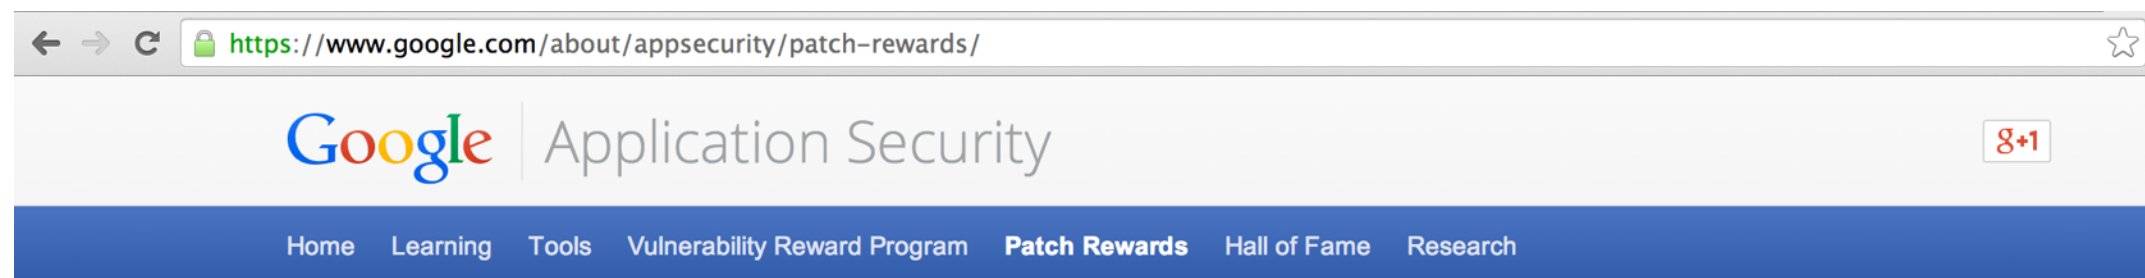 https://www.google.com/about/appsecurity/patch-rewards/
Google Application Security
g+1
Home Learning Tools Vulnerability Reward Program Patch Rewards Hall of Fame Research